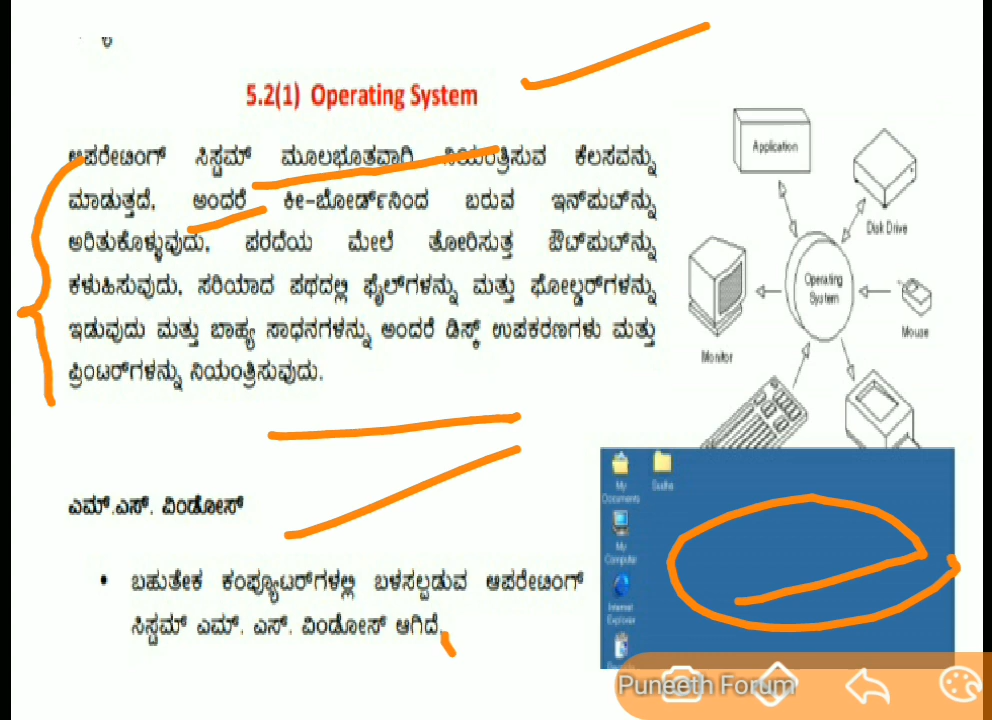 5.2(1) Operating System
ಆಪರೇಟಿಂಗ್ ಸಿಸ್ಟಮ್ ಮೂಲಭೂತವಾಗಿ ನಿಯಂತ್ರಿಸುವ ಕೆಲಸವನ್ನು
ಮಾಡುತ್ತದೆ, ಅಂದರೆ ಕೀ-ಬೋರ್ಡ್‌ನಿಂದ ಬರುವ ಇನ್‌ಪುಟ್‌ನ್ನು
ಅರಿತುಕೊಳ್ಳುವುದು, ಪರದೆಯ ಮೇಲೆ ತೋರಿಸುತ್ತ ಔಟ್‌ಪುಟ್‌ನ್ನು
ಕಳುಹಿಸುವುದು, ಸರಿಯಾದ ಪಥದಲ್ಲಿ ಫೈಲ್‌ಗಳನ್ನು ಮತ್ತು ಫೋಲ್ಡರ್‌ಗಳನ್ನು
ಇಡುವುದು ಮತ್ತು ಬಾಹ್ಯ ಸಾಧನಗಳನ್ನು ಅಂದರೆ ಡಿಸ್ಕ್ ಉಪಕರಣಗಳು ಮತ್ತು
ಪ್ರಿಂಟರ್‌ಗಳನ್ನು ನಿಯಂತ್ರಿಸುವುದು.
Application
Disk Drive
Operating
System
Mouse
Monitor
ಎಮ್.ಎಸ್. ವಿಂಡೋಸ್
• ಬಹುತೇಕ ಕಂಪ್ಯೂಟರ್‌ಗಳಲ್ಲಿ ಬಳಸಲ್ಪಡುವ ಆಪರೇಟಿಂಗ್
ಸಿಸ್ಟಮ್ ಎಮ್. ಎಸ್. ವಿಂಡೋಸ್ ಆಗಿದೆ.
My
Documents
Sudha
My
Computer
Internet
Explorer
Puneeth Forum